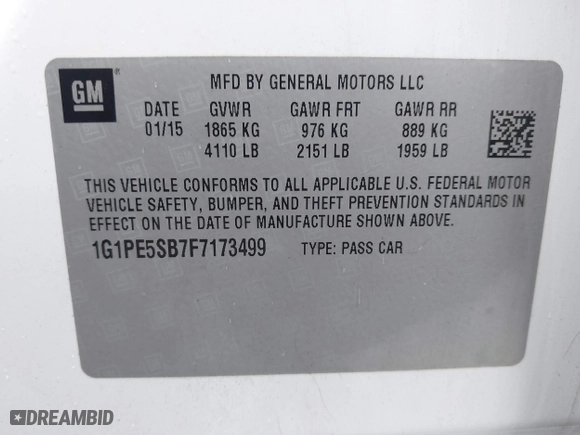 GM
MFD BY GENERAL MOTORS LLC
DATE GVWR GAWR FRT GAWR RR
01/15 1865 KG 976 KG 889 KG
4110 LB 2151 LB 1959 LB
THIS VEHICLE CONFORMS TO ALL APPLICABLE U.S. FEDERAL MOTOR
VEHICLE SAFETY, BUMPER, AND THEFT PREVENTION STANDARDS IN
EFFECT ON THE DATE OF MANUFACTURE SHOWN ABOVE.
1G1PE5SB7F7173499 TYPE: PASS CAR
DREAMBID